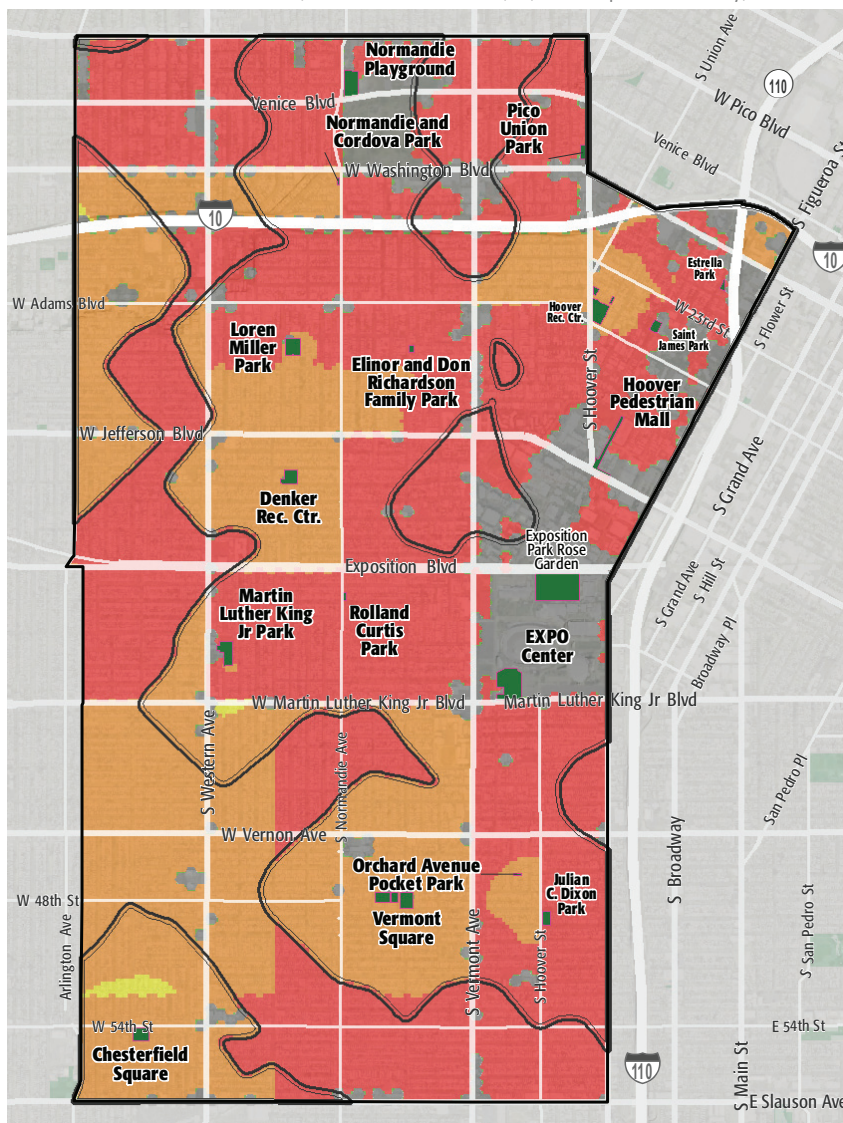 S Union Ave
110
W Pico Blvd
Normandie
Playground
Venice Blvd
Normandie and
Cordova Park
Pico
Union
Park
Venice Blvd
W Washington Blvd
S Figueroa St
10
10
Estrella
Park
W Adams Blvd
Hoover
Rec. Ctr.
W 23rd St
Saint
James Park
S Flower St
Loren
Miller
Park
Elinor and Don
Richardson
Family Park
S Hoover St
Hoover
Pedestrian
Mall
W Jefferson Blvd
S Grand Ave
Denker
Rec. Ctr.
Exposition
Park Rose
Garden
Exposition Blvd
S Grand Ave
S Hill St
Martin
Luther King
Jr Park
Rolland
Curtis
Park
EXPO
Center
Broadway Pl
W Martin Luther King Jr Blvd
Martin Luther King Jr Blvd
S Western Ave
S Normandie Ave
San Pedro Pl
W Vernon Ave
S Broadway
Orchard Avenue
Pocket Park
Julian
C. Dixon
Park
W 48th St
Vermont
Square
Arlington Ave
S Vermont Ave
S Hoover St
S San Pedro St
W 54th St
E 54th St
Chesterfield
Square
110
S Main St
E Slauson Ave